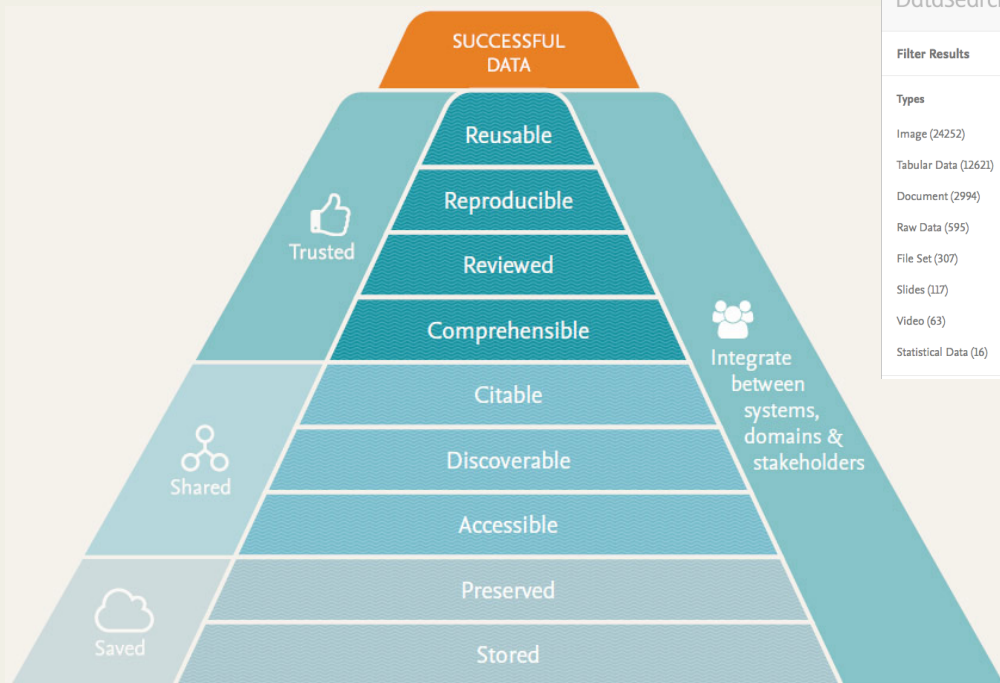 SUCCESSFUL
DATA
Reusable
Reproducible
Trusted
Reviewed
Comprehensible
Integrate
between
systems,
domains &
stakeholders
Citable
Discoverable
Shared
Accessible
Preserved
Saved
Stored
DataSearch
Filter Results
Types
Image (24252)
Tabular Data (12621)
Document (2994)
Raw Data (595)
File Set (307)
Slides (117)
Video (63)
Statistical Data (16)